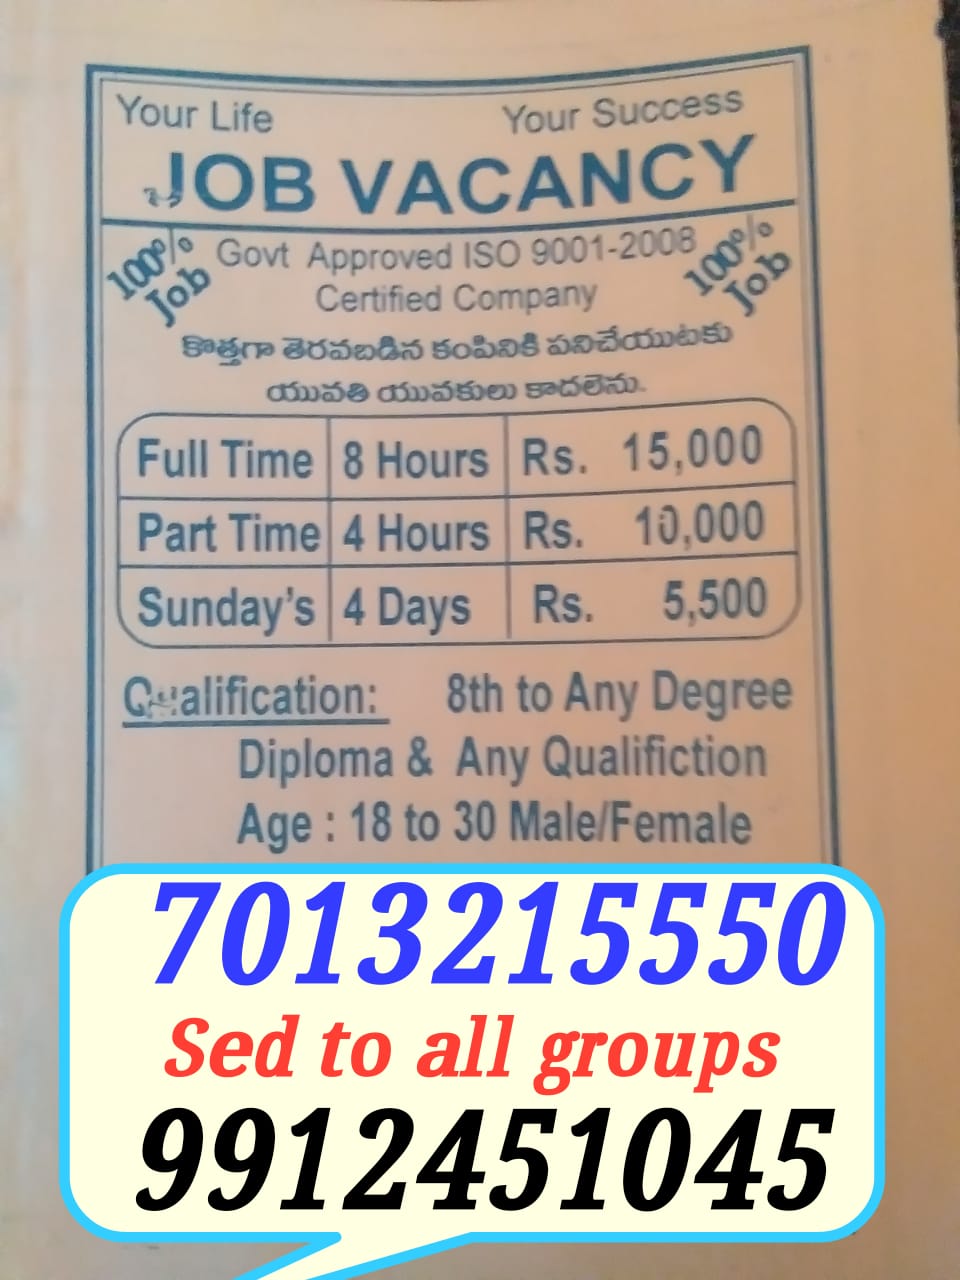 Your Life Your Success
JOB VACANCY
100% Job
Govt Approved ISO 9001-2008
100% Job
Certified Company
కొత్తగా తెరవబడిన కంపినికి పనిచేయుటకు
యువతి యువకులు కాదలెను.
Full Time 8 Hours Rs. 15,000
Part Time 4 Hours Rs. 10,000
Sunday's 4 Days Rs. 5,500
Qualification: 8th to Any Degree
Diploma & Any Qualifiction
Age : 18 to 30 Male/Female
7013215550
Sed to all groups
9912451045